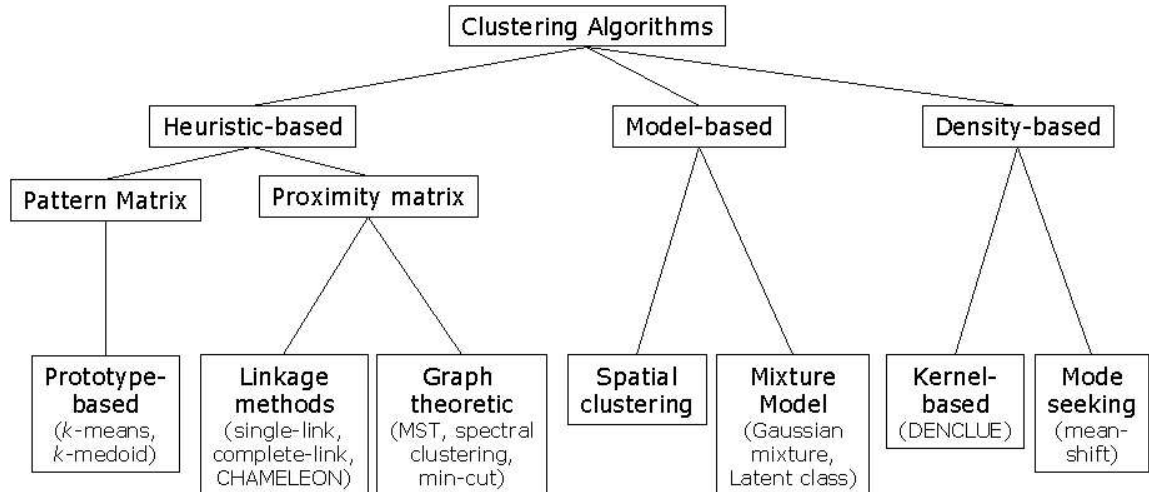 Clustering Algorithms
Heuristic-based
Model-based
Density-based
Pattern Matrix
Proximity matrix
Prototype-
based
(k-means,
k-medoid)
Linkage
methods
(single-link,
complete-link,
CHAMELEON)
Graph
theoretic
(MST, spectral
clustering,
min-cut)
Spatial
clustering
Mixture
Model
(Gaussian
mixture,
Latent class)
Kernel-
based
(DENCLUE)
Mode
seeking
(mean-
shift)